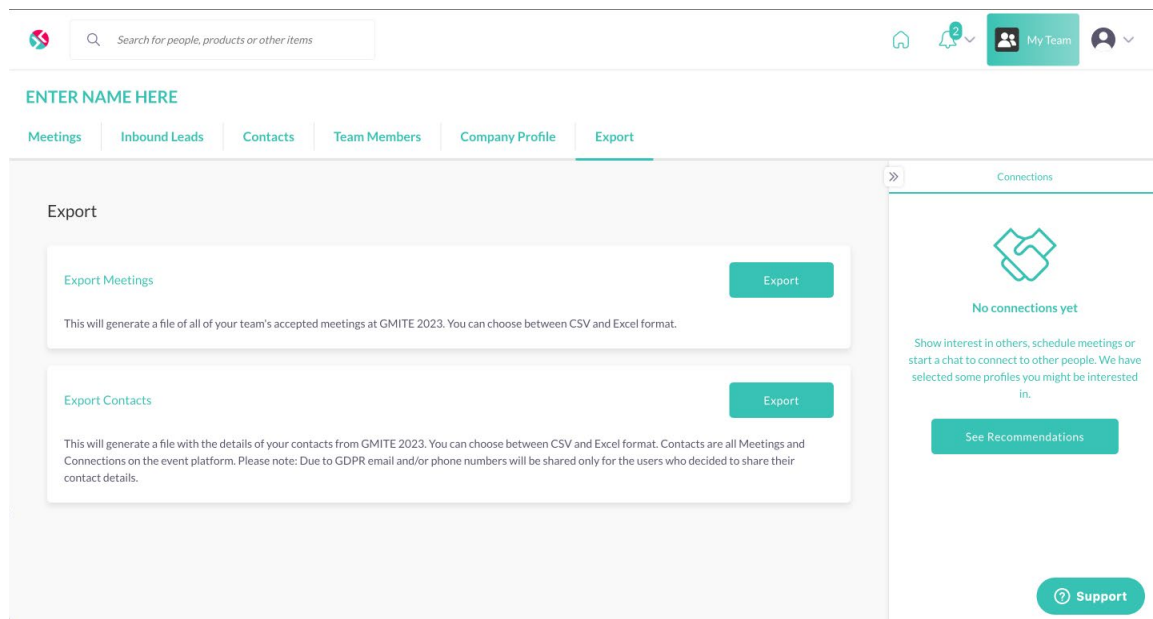 Search for people, products or other items
2
My Team
ENTER NAME HERE
Meetings
Inbound Leads
Contacts
Team Members
Company Profile
Export
Connections
Export
Export Meetings
Export
This will generate a file of all of your team's accepted meetings at GMITE 2023. You can choose between CSV and Excel format.
Export Contacts
Export
This will generate a file with the details of your contacts from GMITE 2023. You can choose between CSV and Excel format. Contacts are all Meetings and
Connections on the event platform. Please note: Due to GDPR email and/or phone numbers will be shared only for the users who decided to share their
contact details.
No connections yet
Show interest in others, schedule meetings or
start a chat to connect to other people. We have
selected some profiles you might be interested
in.
See Recommendations
Support